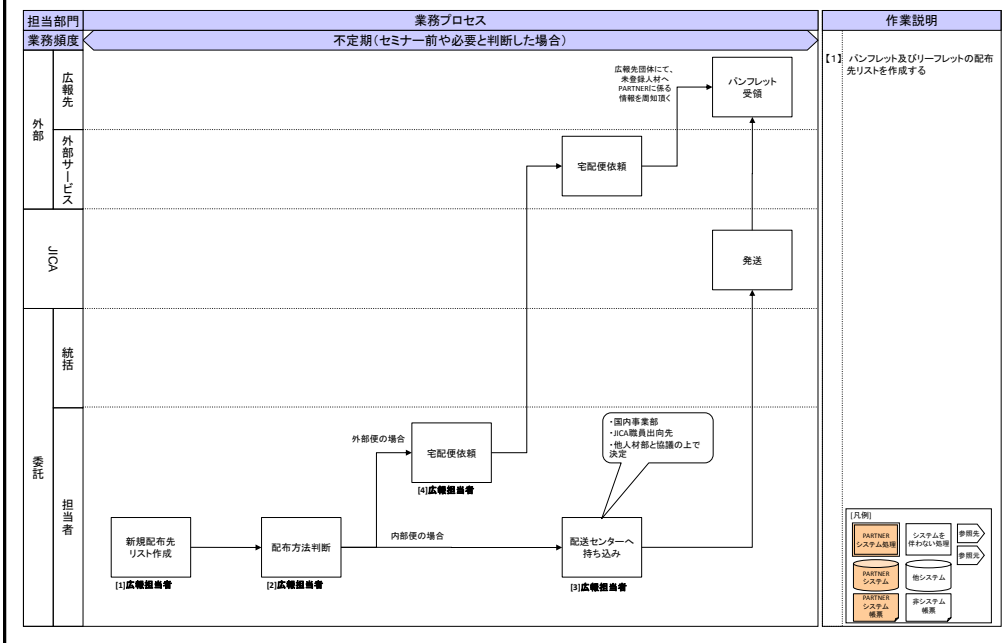 担当部門
業務プロセス
作業説明
業務頻度
不定期(セミナー前や必要と判断した場合)
【1】 パンフレット及びリーフレットの配布
先リストを作成する
外部
広報先
広報先団体にて、
未登録人材へ
PARTNERに係る
情報を周知頂く
パンフレット
受領
外部サービス
宅配便依頼
JICA
発送
委託
統括
担当者
・国内事業部
・JICA職員出向先
・他人材部と協議の上で
決定
外部便の場合
宅配便依頼
[4]広報担当者
新規配布先
リスト作成
[1]広報担当者
配布方法判断
[2]広報担当者
内部便の場合
配送センターへ
持ち込み
[3]広報担当者
[凡例]
PARTNER
システム処理
システムを
伴わない処理
参照先
参照元
PARTNER
システム
他システム
PARTNER
システム
帳票
非システム
帳票